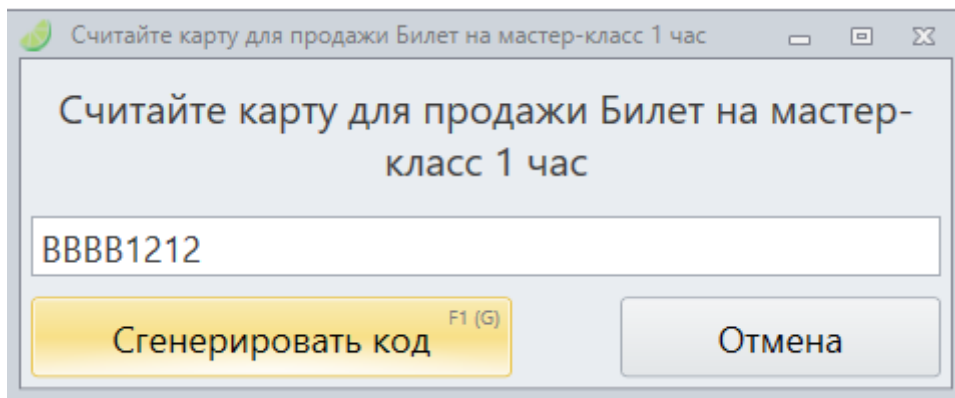 Считайте карту для продажи Билет на мастер-класс 1 час
Считайте карту для продажи Билет на мастер-
класс 1 час
BBBB1212
Сгенерировать код
F1 (G)
Отмена